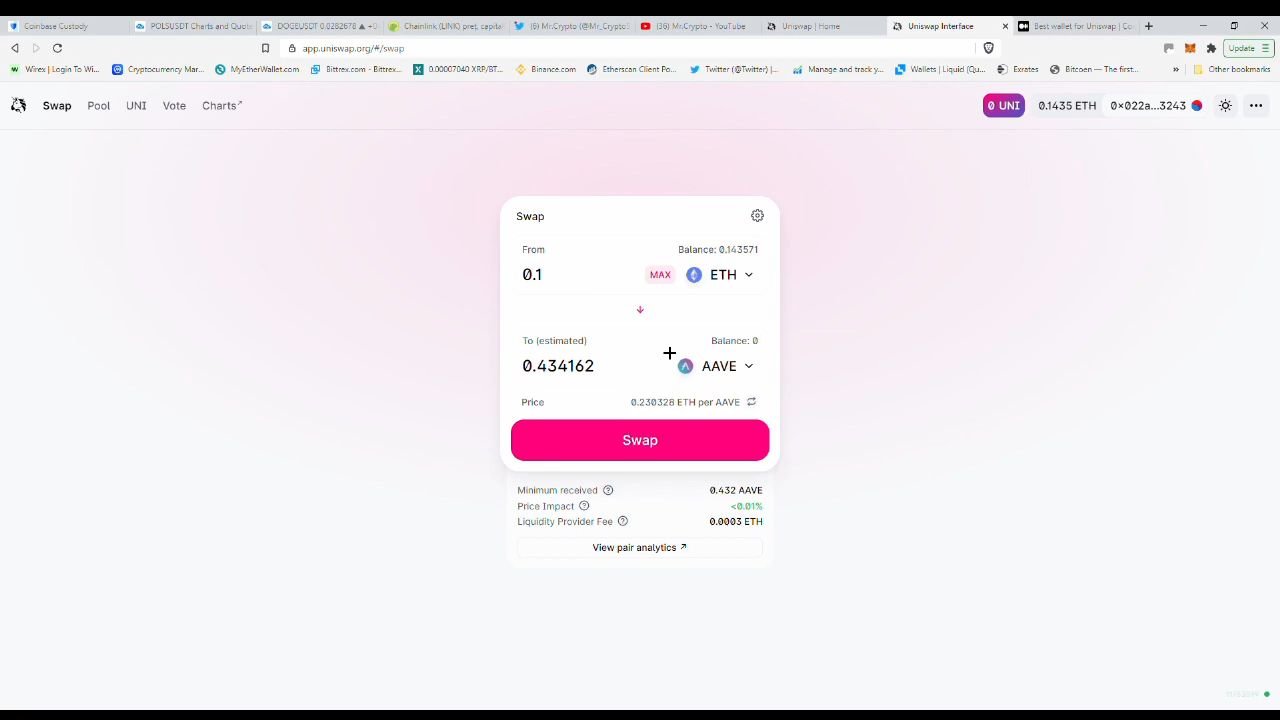 Coinbase Custody
POLSUSDT Charts and Quote
DOGEUSDT 0.0282678 ▲ +0
Chainlink (LINK) pret, capital
(6) Mr.Crypto (@Mr_Crypto
(36) Mr.Crypto - YouTube
Uniswap | Home
Uniswap Interface
Best wallet for Uniswap | Co
app.uniswap.org/#/swap
Update
Wirex | Login To Wi...
Cryptocurrency Mar...
MyEtherWallet.com
Bittrex.com - Bittrex...
0.00007040 XRP/BT...
Binance.com
Etherscan Client Po...
Twitter (@Twitter) |...
Manage and track y...
Wallets | Liquid (Qu...
Exrates
Bitcoen — The first...
»
Other bookmarks
Swap
Pool
UNI
Vote
Charts↗
0 UNI
0.1435 ETH
0x022a...3243
Swap
From
Balance: 0.143571
0.1
MAX
ETH
To (estimated)
Balance: 0
0.434162
AAVE
Price
0.230328 ETH per AAVE
Swap
Minimum received
0.432 AAVE
Price Impact
<0.01%
Liquidity Provider Fee
0.0003 ETH
View pair analytics ↗